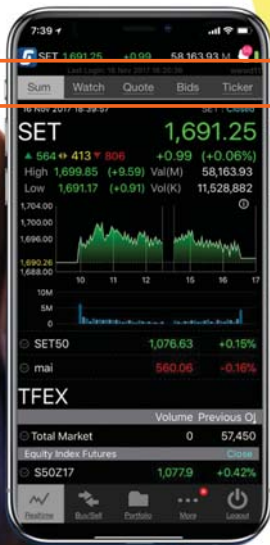 7:39
SET 1,691.25 +0.99 58,163.93 M
Last Login: 16 Nov 2017
Sum Watch Quote Bids Ticker
16 Nov 2017 18:39:57 SET : Closed
SET 1,691.25
564 413 806 +0.99 (+0.06%)
High 1,699.85 (+9.59) Val(M) 58,163.93
Low 1,691.17 (+0.91) Vol(K) 11,528,882
1,704.00
1,700.00
1,696.00
1,690.26
1,688.00
10 11 12 15 16 17
10M
5M
0
SET50 1,076.63 +0.15%
mai 560.06 -0.16%
TFEX
Volume Previous OI
Total Market 0 57,450
Equity Index Futures Close
S50Z17 1,077.9 +0.42%
Realtime Buy/Sell Portfolio More Logout